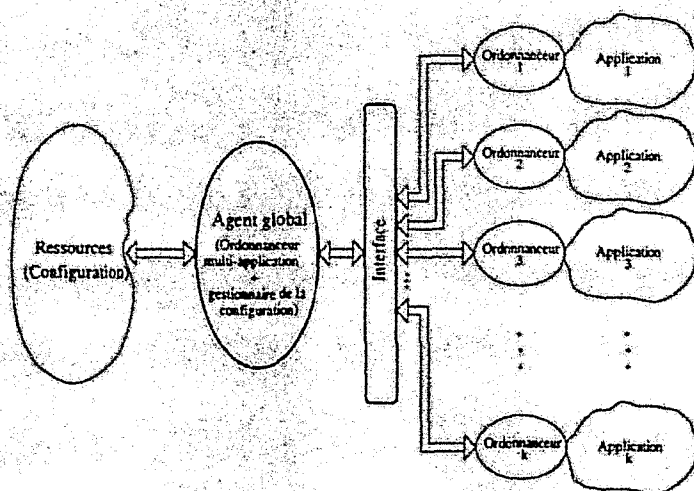 Ordonnanceur
1
Application
1
Ordonnanceur
2
Application
2
Ordonnanceur
3
Application
3
Ressources
(Configuration)
Agent global
(Ordonnanceur
multi-application
+
gestionnaire de la
configuration)
Interface
Ordonnanceur
k
Application
k